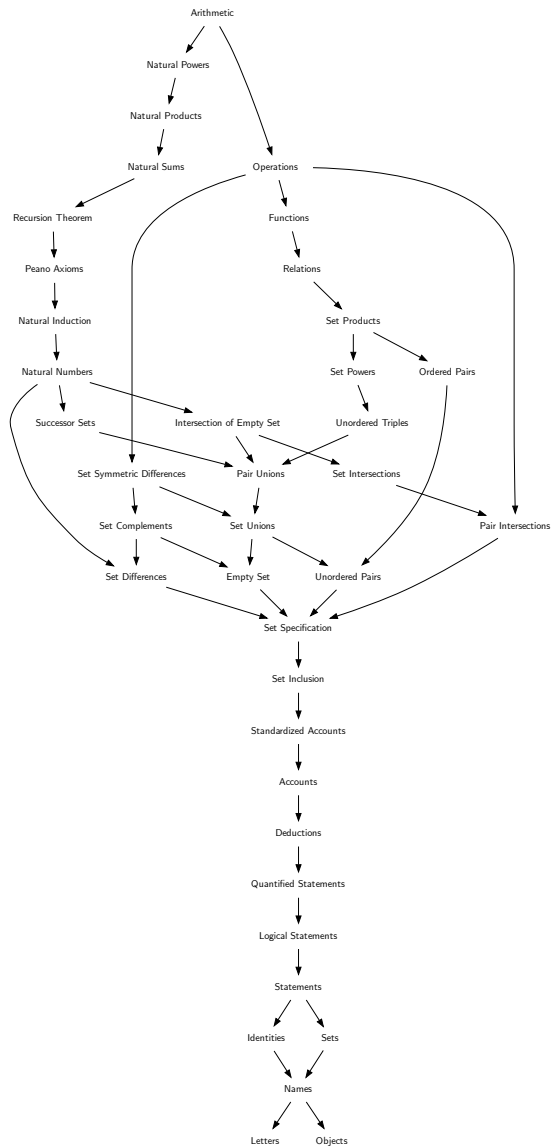 Arithmetic
Natural Powers
Natural Products
Natural Sums
Operations
Recursion Theorem
Functions
Peano Axioms
Relations
Natural Induction
Set Products
Natural Numbers
Set Powers
Ordered Pairs
Successor Sets
Intersection of Empty Set
Unordered Triples
Set Symmetric Differences
Pair Unions
Set Intersections
Set Complements
Set Unions
Pair Intersections
Set Differences
Empty Set
Unordered Pairs
Set Specification
Set Inclusion
Standardized Accounts
Accounts
Deductions
Quantified Statements
Logical Statements
Statements
Identities
Sets
Names
Letters
Objects